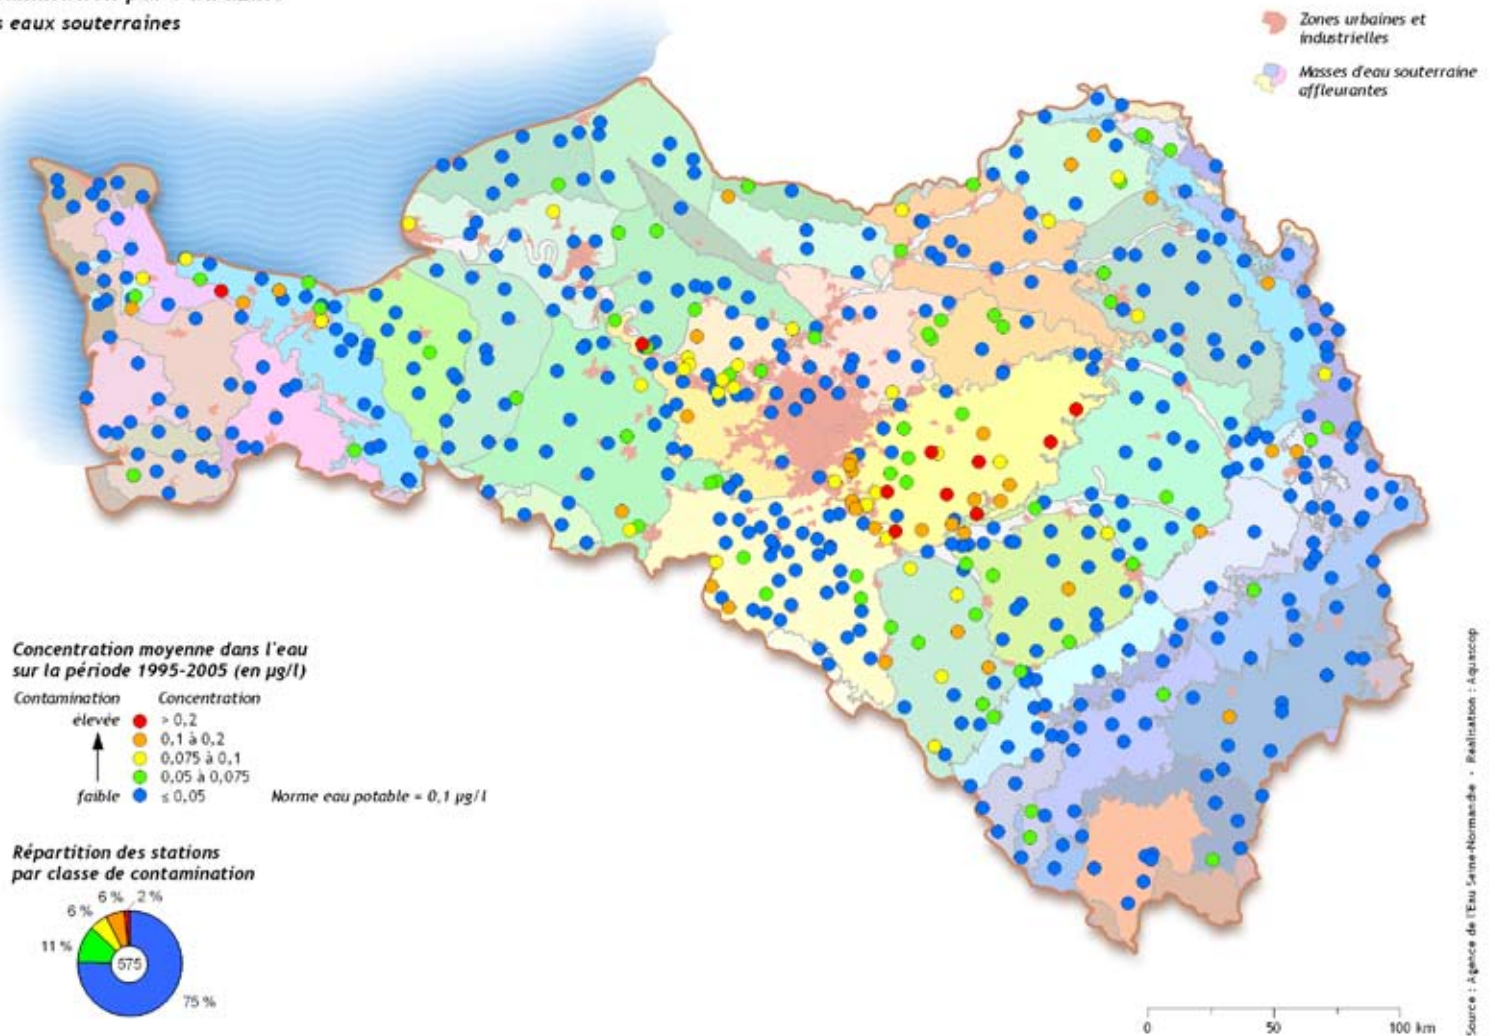 eaux souterraines
Zones urbaines et
industrielles
Masses d'eau souterraine
affleurantes
Concentration moyenne dans l'eau
sur la période 1995-2005 (en µg/l)
Contamination Concentration
élevée > 0,2
0,1 à 0,2
0,075 à 0,1
0,05 à 0,075
faible ≤ 0,05 Norme eau potable = 0,1 µg/l
Répartition des stations
par classe de contamination
6 % 2 %
6 %
11 %
575
75 %
0 50 100 km
Source : Agence de l'Eau Seine-Normandie - Réalisation : Aquascop